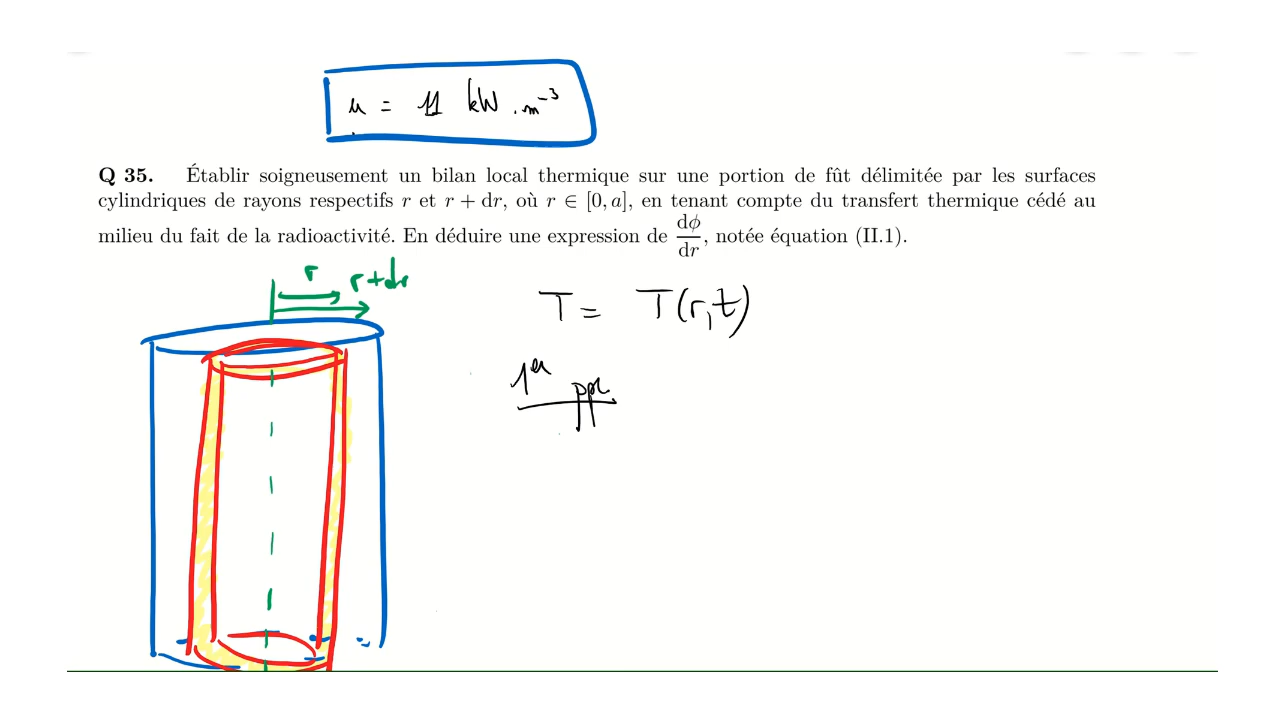 u = 11 kW.m⁻³
Q 35. Établir soigneusement un bilan local thermique sur une portion de fût délimitée par les surfaces
cylindriques de rayons respectifs r et r + dr, où r ∈ [0, a], en tenant compte du transfert thermique cédé au
milieu du fait de la radioactivité. En déduire une expression de dϕ/dr, notée équation (II.1).
r
r+dr
T = T(r,t)
1er ppe